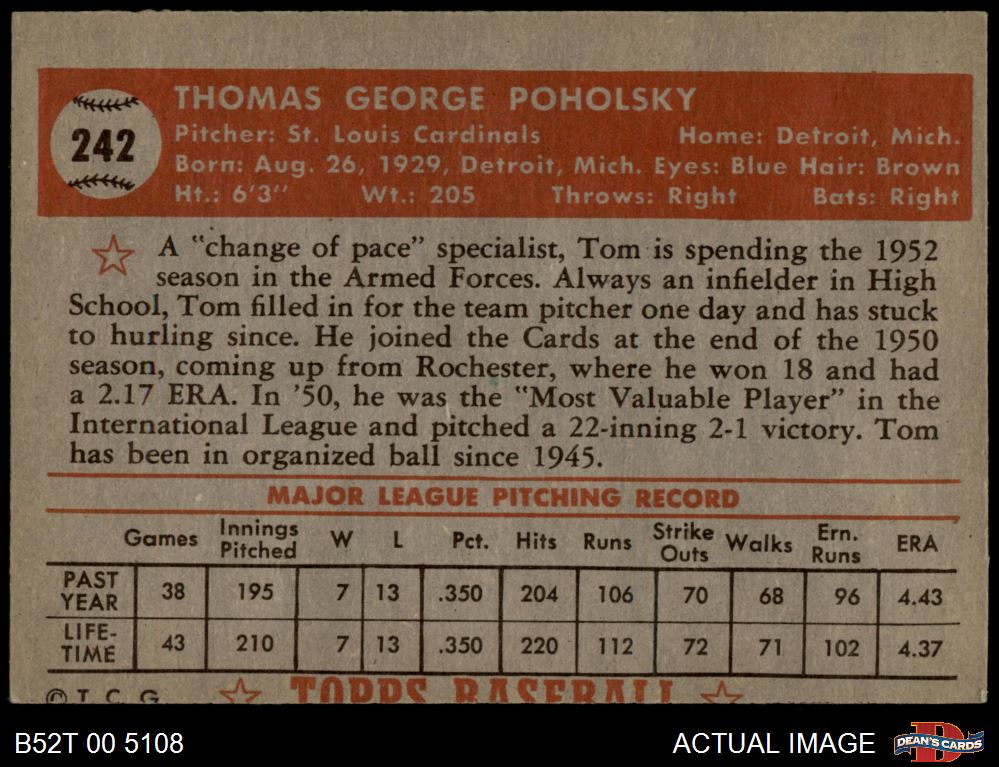 242
THOMAS GEORGE POHOLSKY
Pitcher: St. Louis Cardinals Home: Detroit, Mich.
Born: Aug. 26, 1929, Detroit, Mich. Eyes: Blue Hair: Brown
Ht.: 6'3" Wt.: 205 Throws: Right Bats: Right
A "change of pace" specialist, Tom is spending the 1952
season in the Armed Forces. Always an infielder in High
School, Tom filled in for the team pitcher one day and has stuck
to hurling since. He joined the Cards at the end of the 1950
season, coming up from Rochester, where he won 18 and had
a 2.17 ERA. In '50, he was the "Most Valuable Player" in the
International League and pitched a 22-inning 2-1 victory. Tom
has been in organized ball since 1945.
MAJOR LEAGUE PITCHING RECORD
Games Innings Pitched W L Pct. Hits Runs Strike Outs Walks Ern. Runs ERA
PAST YEAR 38 195 7 13 .350 204 106 70 68 96 4.43
LIFE-TIME 43 210 7 13 .350 220 112 72 71 102 4.37
© T. C. G. TOPPS BASEBALL
B52T 00 5108 ACTUAL IMAGE DEAN'S CARDS